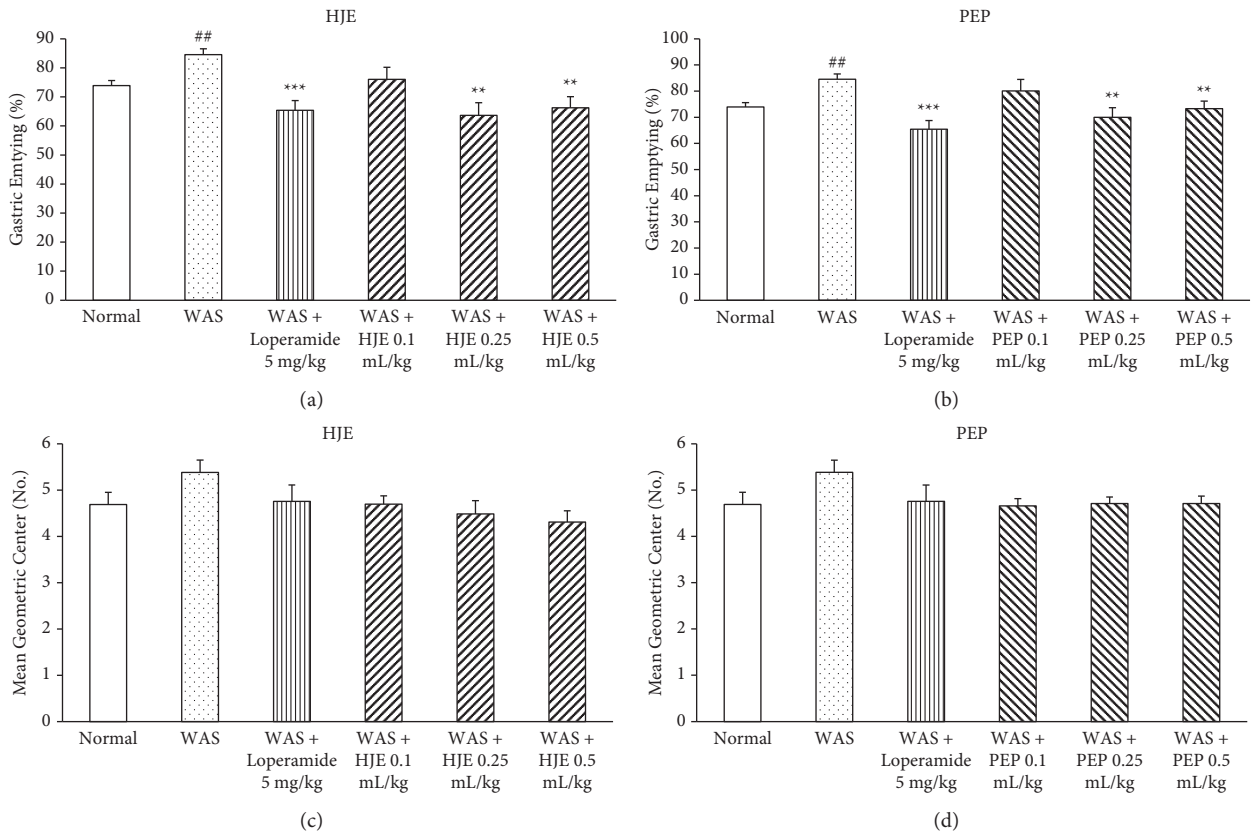 HJE
Gastric Emtying (%)
90
80
70
60
50
40
30
20
10
0
##
***
**
**
Normal
WAS
WAS +
Loperamide
5 mg/kg
WAS +
HJE 0.1
mL/kg
WAS +
HJE 0.25
mL/kg
WAS +
HJE 0.5
mL/kg
(a)
PEP
Gastric Emptying (%)
100
90
80
70
60
50
40
30
20
10
0
##
***
**
**
Normal
WAS
WAS +
Loperamide
5 mg/kg
WAS +
PEP 0.1
mL/kg
WAS +
PEP 0.25
mL/kg
WAS +
PEP 0.5
mL/kg
(b)
HJE
Mean Geometric Center (No.)
6
5
4
3
2
1
0
Normal
WAS
WAS +
Loperamide
5 mg/kg
WAS +
HJE 0.1
mL/kg
WAS +
HJE 0.25
mL/kg
WAS +
HJE 0.5
mL/kg
(c)
PEP
Mean Geometric Center (No.)
6
5
4
3
2
1
0
Normal
WAS
WAS +
Loperamide
5 mg/kg
WAS +
PEP 0.1
mL/kg
WAS +
PEP 0.25
mL/kg
WAS +
PEP 0.5
mL/kg
(d)